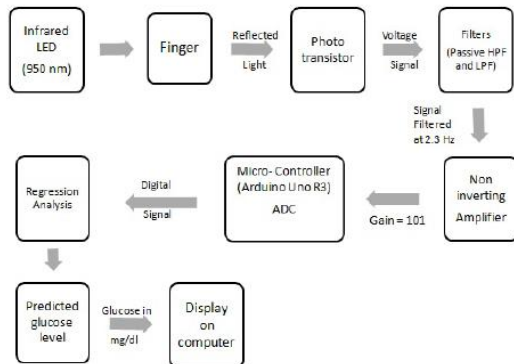 Infrared
LED
(950 nm)
Finger
Reflected
Light
Photo
transistor
Voltage
Signal
Filters
(Passive HPF
and LPF)
Signal
Filtered
at 2.3 Hz
Non
inverting
Amplifier
Gain = 101
Micro- Controller
(Arduino Uno R3)
ADC
Digital
Signal
Regression
Analysis
Predicted
glucose
level
Glucose in
mg/dl
Display
on
computer